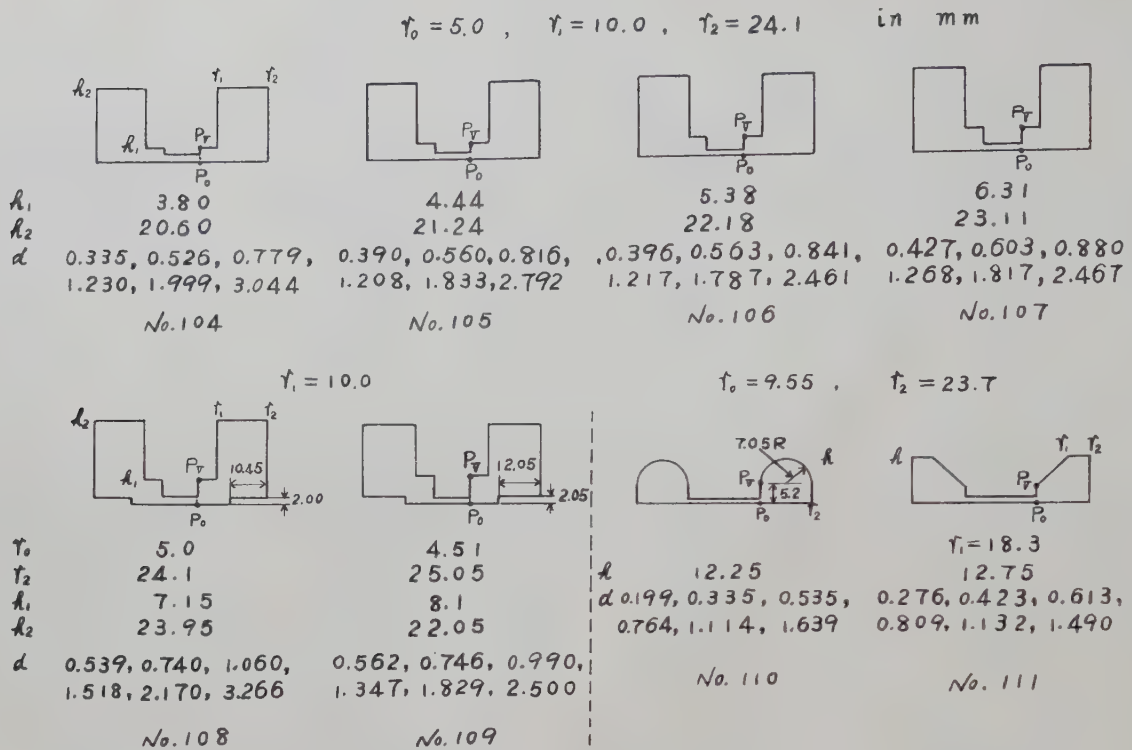 r₀ = 5.0 , r₁ = 10.0 , r₂ = 24.1 in mm
h₂ r₁ r₂
h₁ P_V P_V P_V P_V
P₀ P₀ P₀ P₀
h₁ 3.80 4.44 5.38 6.31
h₂ 20.60 21.24 22.18 23.11
d 0.335, 0.526, 0.779, 0.390, 0.560, 0.816, ,0.396, 0.563, 0.841, 0.427, 0.603, 0.880
1.230, 1.999, 3.044 1.208, 1.833, 2.792 1.217, 1.787, 2.461 1.268, 1.817, 2.467
No. 104 No. 105 No. 106 No. 107
r₁ = 10.0 r₀ = 9.55 , r₂ = 23.7
h₂ r₁ r₂
7.05R h h r₁ r₂
h₁ P_V 10.45 P_V 12.05 P_V 5.2 P_V
2.00 2.05
P₀ P₀ P₀ r₂ P₀
r₀ 5.0 4.51 r₁ = 18.3
r₂ 24.1 25.05 h 12.25 12.75
h₁ 7.15 8.1 d 0.199, 0.335, 0.535, 0.276, 0.423, 0.613,
h₂ 23.95 22.05 0.764, 1.114, 1.639 0.809, 1.132, 1.490
d 0.539, 0.740, 1.060, 0.562, 0.746, 0.990,
1.518, 2.170, 3.266 1.347, 1.829, 2.500
No. 110 No. 111
No. 108 No. 109